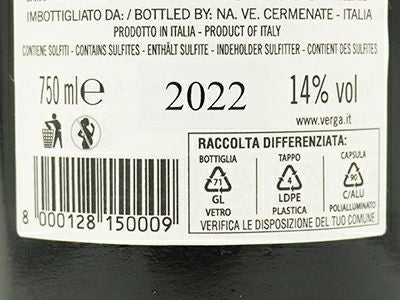 IMBOTTIGLIATO DA: / BOTTLED BY: NA. VE. CERMENATE - ITALIA
PRODOTTO IN ITALIA - PRODUCT OF ITALY
CONTIENE SOLFITI - CONTAINS SULFITES - ENTHÄLT SULFITE - INDEHOLDER SULFITTER - CONTIENT DES SULFITES
750 ml℮ 2022 14% vol
www.verga.it
RACCOLTA DIFFERENZIATA:
BOTTIGLIA TAPPO CAPSULA
71 4 90
GL LDPE C/ALU
VETRO PLASTICA POLIALLUMINATO
VERIFICA LE DISPOSIZIONE DEL TUO COMUNE
8 000128 150009